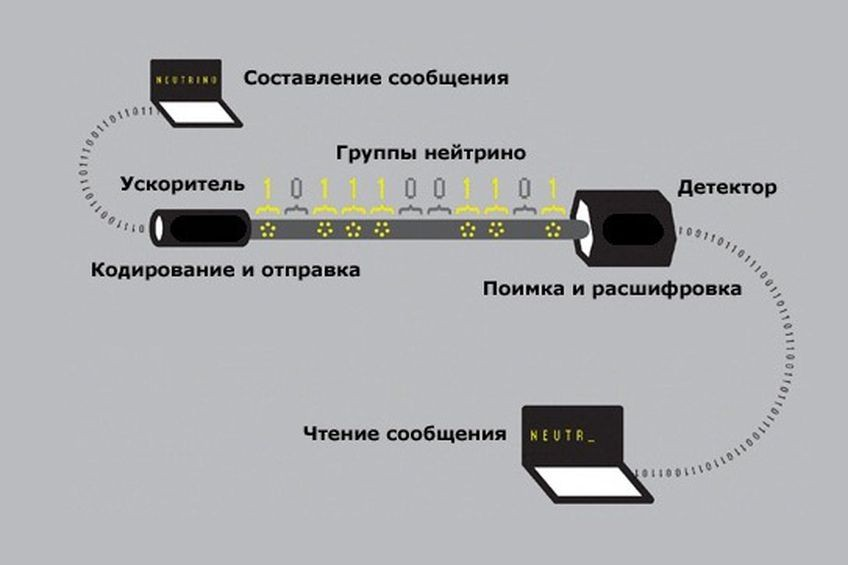 NEUTRINO
Составление сообщения
Группы нейтрино
Ускоритель
1 0 1 1 1 0 0 1 1 0 1
Детектор
Кодирование и отправка
Поимка и расшифровка
Чтение сообщения
NEUTR_